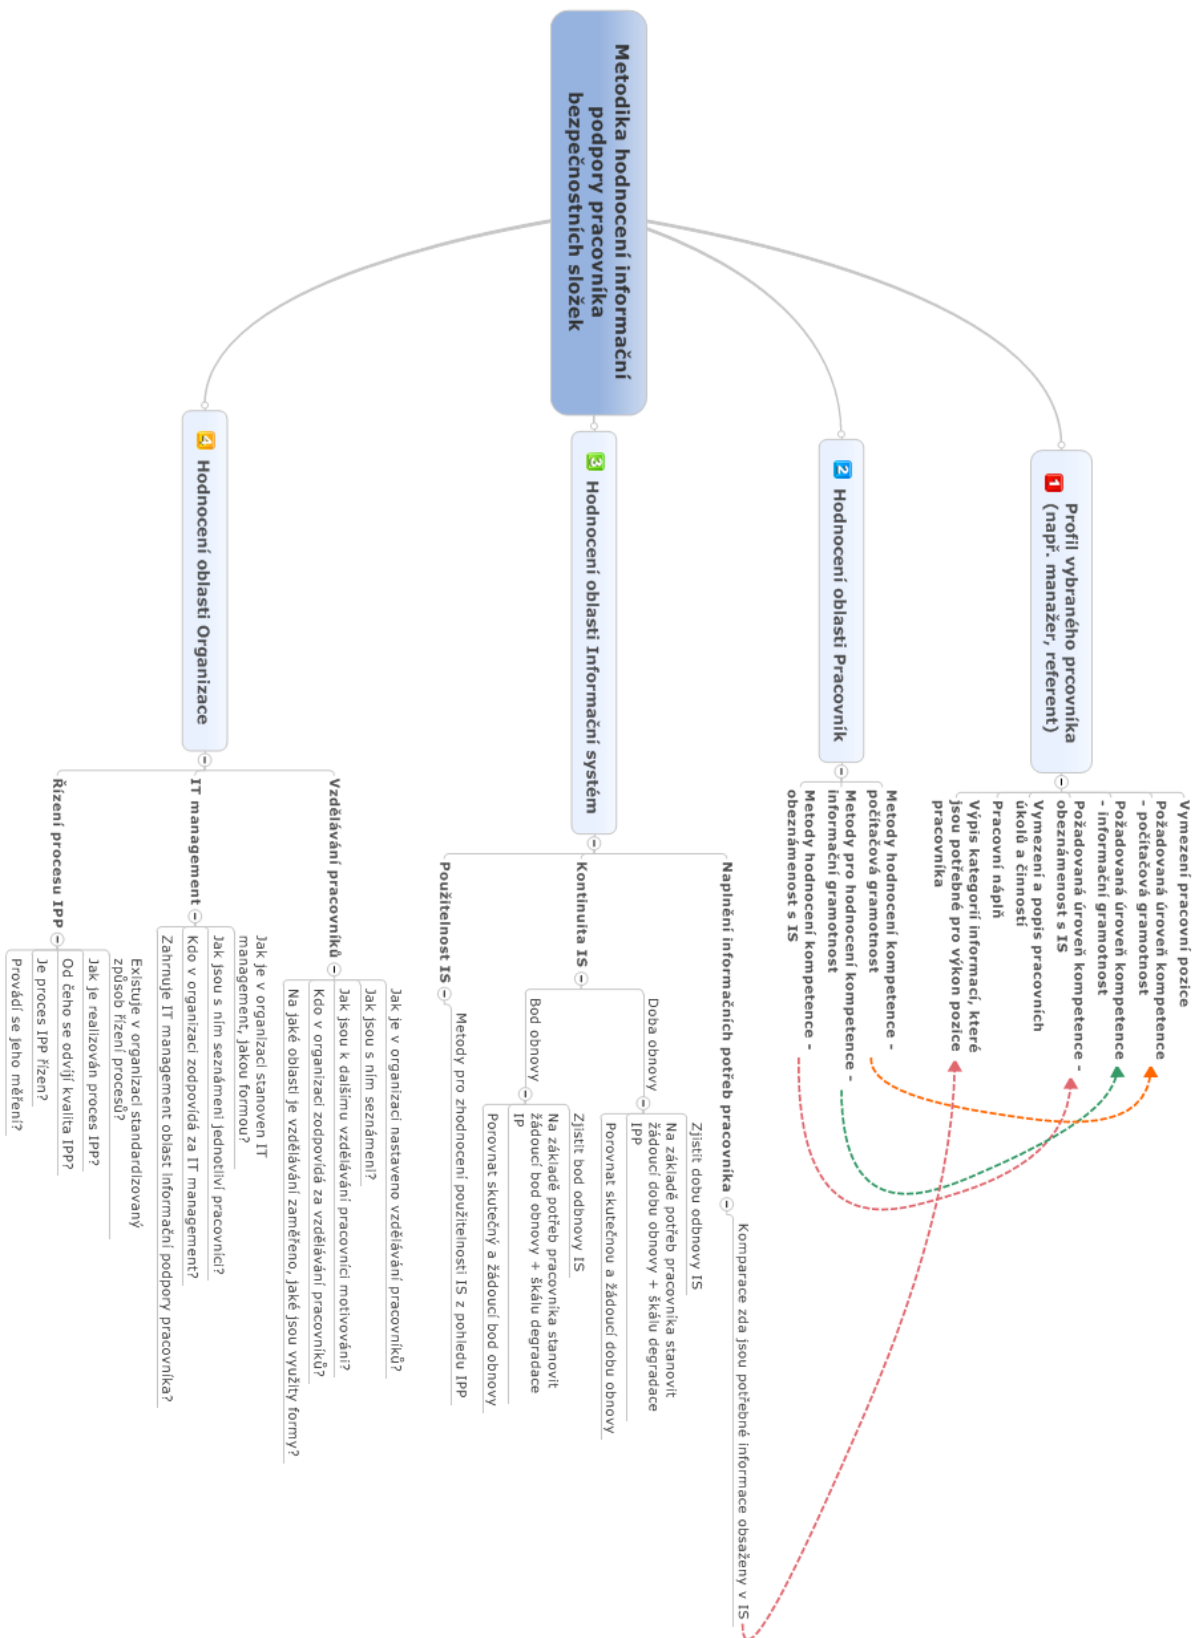 Metodika hodnocení informační
podpory pracovníka
bezpečnostních složek
1
Profil vybraného prcovníka
(např. manažer, referent)
Vymezení pracovní pozice
Požadovaná úroveň kompetence
- počítačová gramotnost
Požadovaná úroveň kompetence
- informační gramotnost
Požadovaná úroveň kompetence -
obeznámenost s IS
Vymezení a popis pracovních
úkolů a činností
Pracovní náplň
Výpis kategorií informací, které
jsou potřebné pro výkon pozice
pracovníka
2
Hodnocení oblasti Pracovník
Metody hodnocení kompetence -
počítačová gramotnost
Metody pro hodnocení kompetence -
informační gramotnost
Metody hodnocení kompetence -
obeznámenost s IS
3
Hodnocení oblasti Informační systém
Naplnění informačních potřeb pracovníka
Komparace zda jsou potřebné informace obsaženy v IS
Kontinuita IS
Doba obnovy
Zjistit dobu odbnovy IS
Na základě potřeb pracovníka stanovit
žádoucí dobu obnovy + škálu degradace
IPP
Porovnat skutečnou a žádoucí dobu obnovy
Bod obnovy
Zjistit bod odbnovy IS
Na základě potřeb pracovníka stanovit
žádoucí bod obnovy + škálu degradace
IP
Porovnat skutečný a žádoucí bod obnovy
Použitelnost IS
Metody pro zhodnocení použitelnosti IS z pohledu IPP
4
Hodnocení oblasti Organizace
Vzdělávání pracovníků
Jak je v organizaci nastaveno vzdělávání pracovníků?
Jak jsou s ním seznámeni?
Jak jsou k dalšímu vzdělávání pracovníci motivováni?
Kdo v organizaci zodpovídá za vzdělávání pracovníků?
Na jaké oblasti je vzdělávání zaměřeno, jaké jsou využity formy?
IT management
Jak je v organizaci stanoven IT
management, jakou formou?
Jak jsou s ním seznámeni jednotliví pracovníci?
Kdo v organizaci zodpovídá za IT management?
Zahrnuje IT management oblast Informační podpory pracovníka?
Řízení procesu IPP
Existuje v organizaci standardizovaný
způsob řízení procesů?
Jak je realizován proces IPP?
Od čeho se odvíjí kvalita IPP?
Je proces IPP řízen?
Provádí se jeho měření?